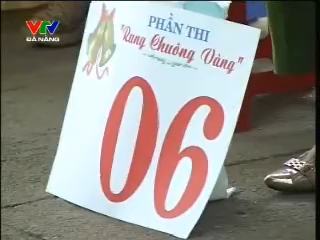 VTV
ĐÀ NẴNG
PHẦN THI
"Rung Chuông Vàng"
06